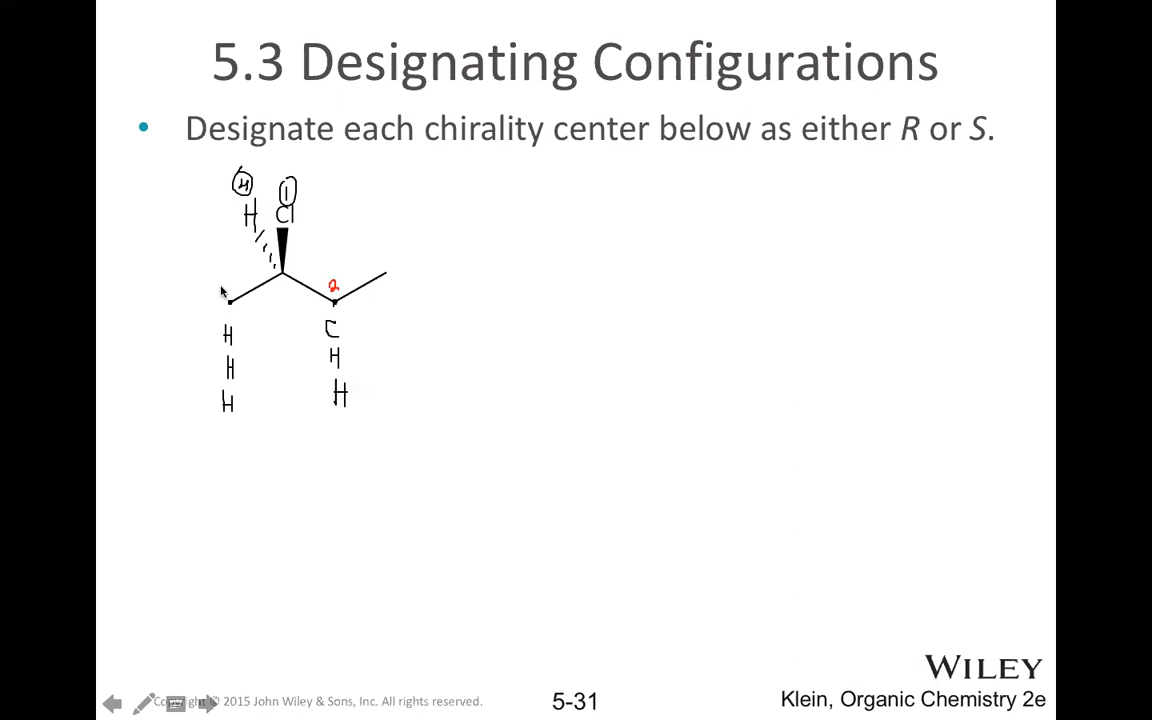 5.3 Designating Configurations
• Designate each chirality center below as either R or S.
4 1
H Cl
2
H C
H H
H H
WILEY
Copyright © 2015 John Wiley & Sons, Inc. All rights reserved.
5-31
Klein, Organic Chemistry 2e